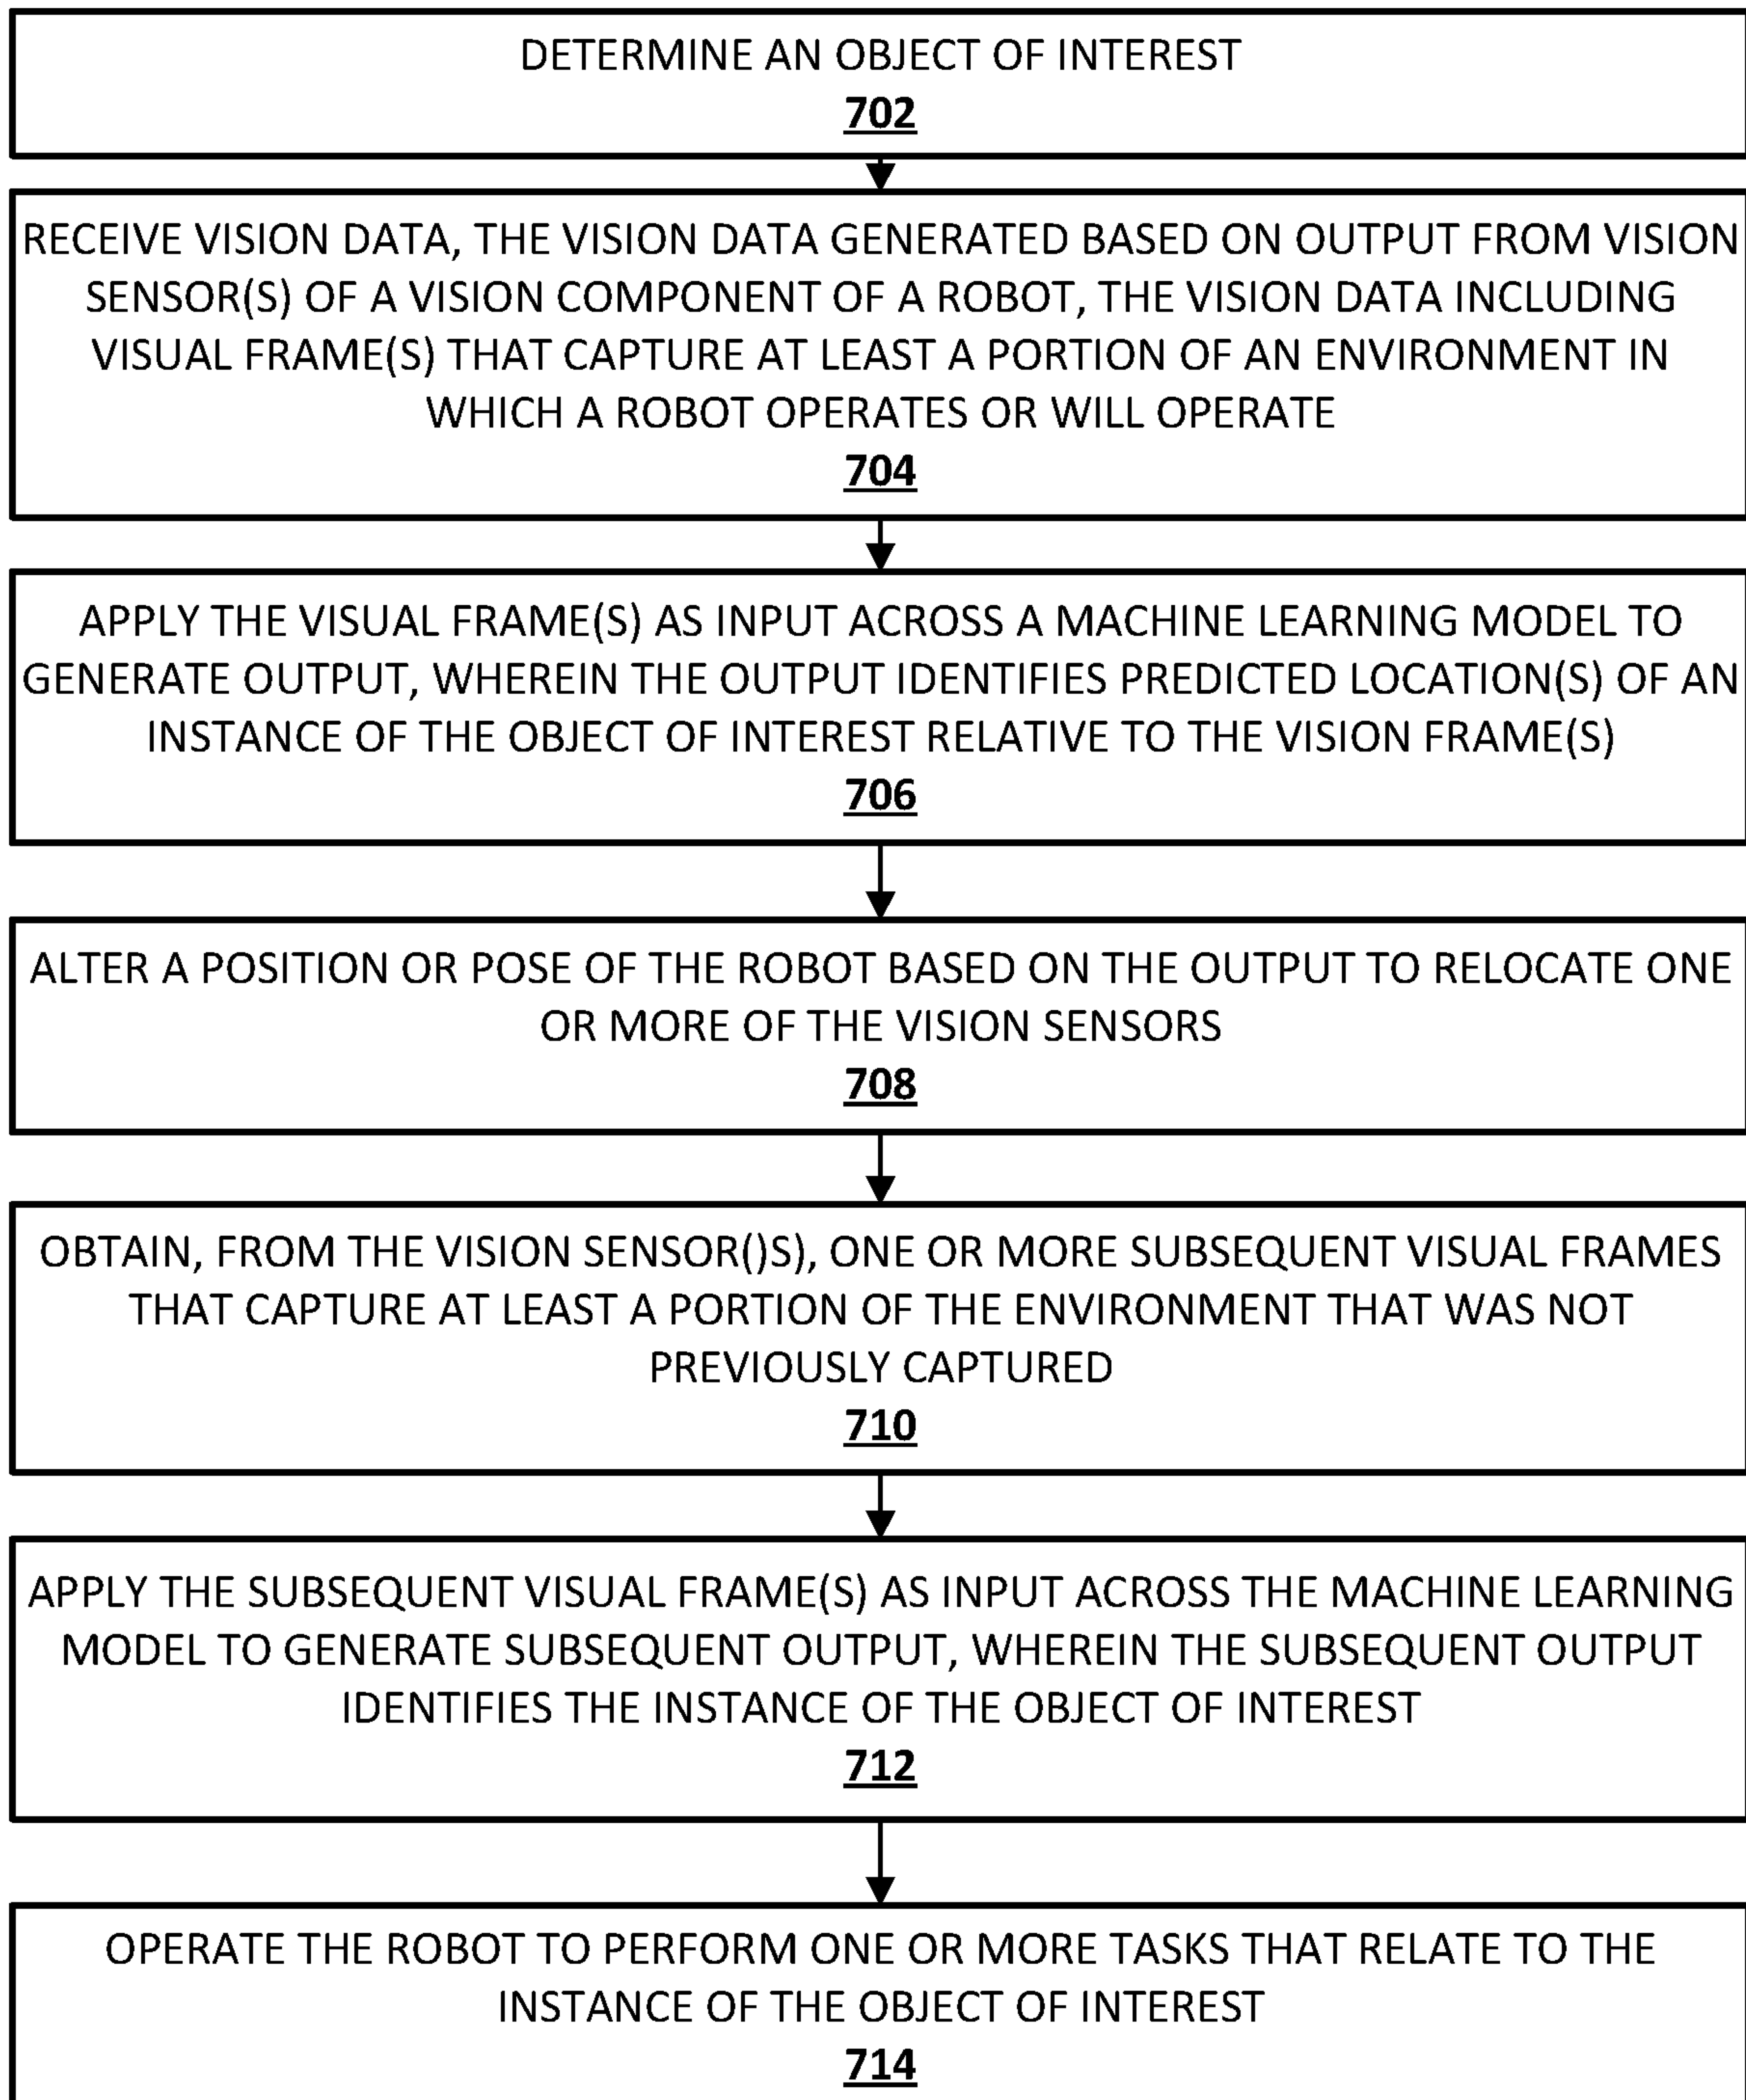 DETERMINE AN OBJECT OF INTEREST
702
RECEIVE VISION DATA, THE VISION DATA GENERATED BASED ON OUTPUT FROM VISION
SENSOR(S) OF A VISION COMPONENT OF A ROBOT, THE VISION DATA INCLUDING
VISUAL FRAME(S) THAT CAPTURE AT LEAST A PORTION OF AN ENVIRONMENT IN
WHICH A ROBOT OPERATES OR WILL OPERATE
704
APPLY THE VISUAL FRAME(S) AS INPUT ACROSS A MACHINE LEARNING MODEL TO
GENERATE OUTPUT, WHEREIN THE OUTPUT IDENTIFIES PREDICTED LOCATION(S) OF AN
INSTANCE OF THE OBJECT OF INTEREST RELATIVE TO THE VISION FRAME(S)
706
ALTER A POSITION OR POSE OF THE ROBOT BASED ON THE OUTPUT TO RELOCATE ONE
OR MORE OF THE VISION SENSORS
708
OBTAIN, FROM THE VISION SENSOR()S), ONE OR MORE SUBSEQUENT VISUAL FRAMES
THAT CAPTURE AT LEAST A PORTION OF THE ENVIRONMENT THAT WAS NOT
PREVIOUSLY CAPTURED
710
APPLY THE SUBSEQUENT VISUAL FRAME(S) AS INPUT ACROSS THE MACHINE LEARNING
MODEL TO GENERATE SUBSEQUENT OUTPUT, WHEREIN THE SUBSEQUENT OUTPUT
IDENTIFIES THE INSTANCE OF THE OBJECT OF INTEREST
712
OPERATE THE ROBOT TO PERFORM ONE OR MORE TASKS THAT RELATE TO THE
INSTANCE OF THE OBJECT OF INTEREST
714